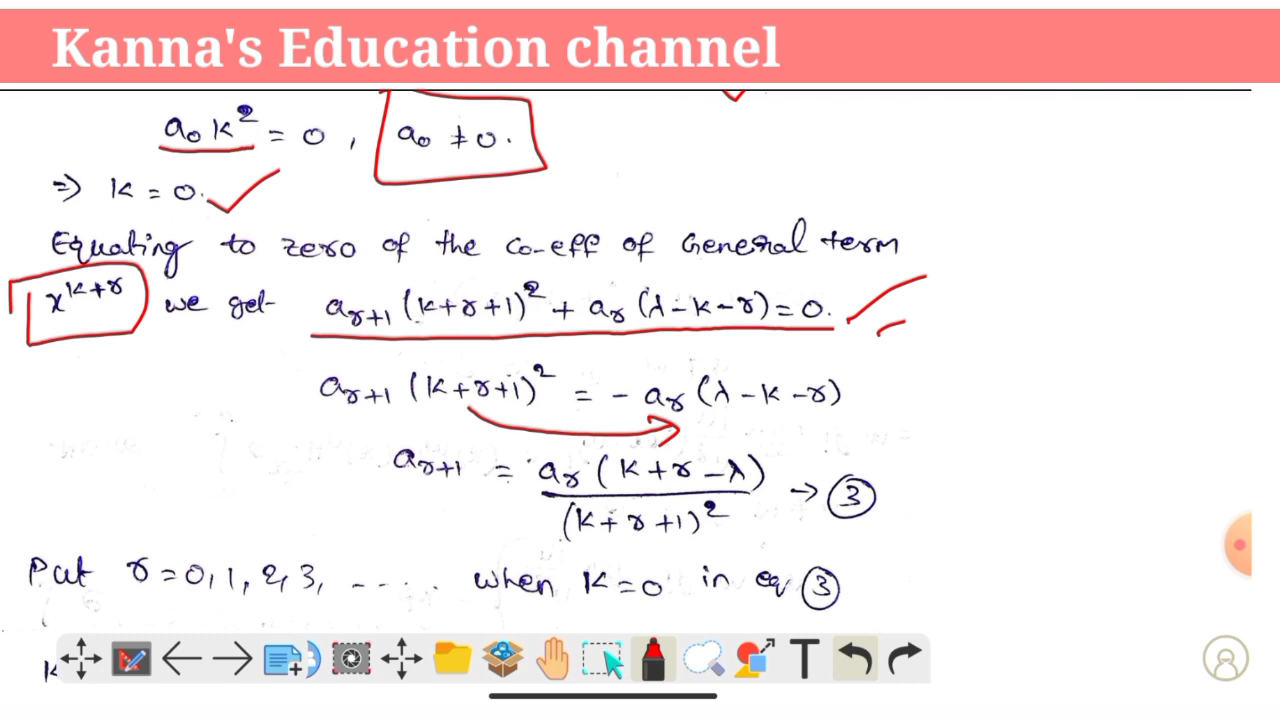 Kanna's Education channel
a₀ k² = 0 , a₀ ≠ 0.
⇒ k = 0.
Equating to zero of the co-eff of General term
x^(k+r) we get a_(r+1) (k+r+1)² + a_r (λ-k-r) = 0.
a_(r+1) (k+r+1)² = - a_r (λ-k-r)
a_(r+1) = a_r (k+r-λ) / (k+r+1)² → ③
Put r = 0, 1, 2, 3, ..... when k = 0 in eq ③
k
T